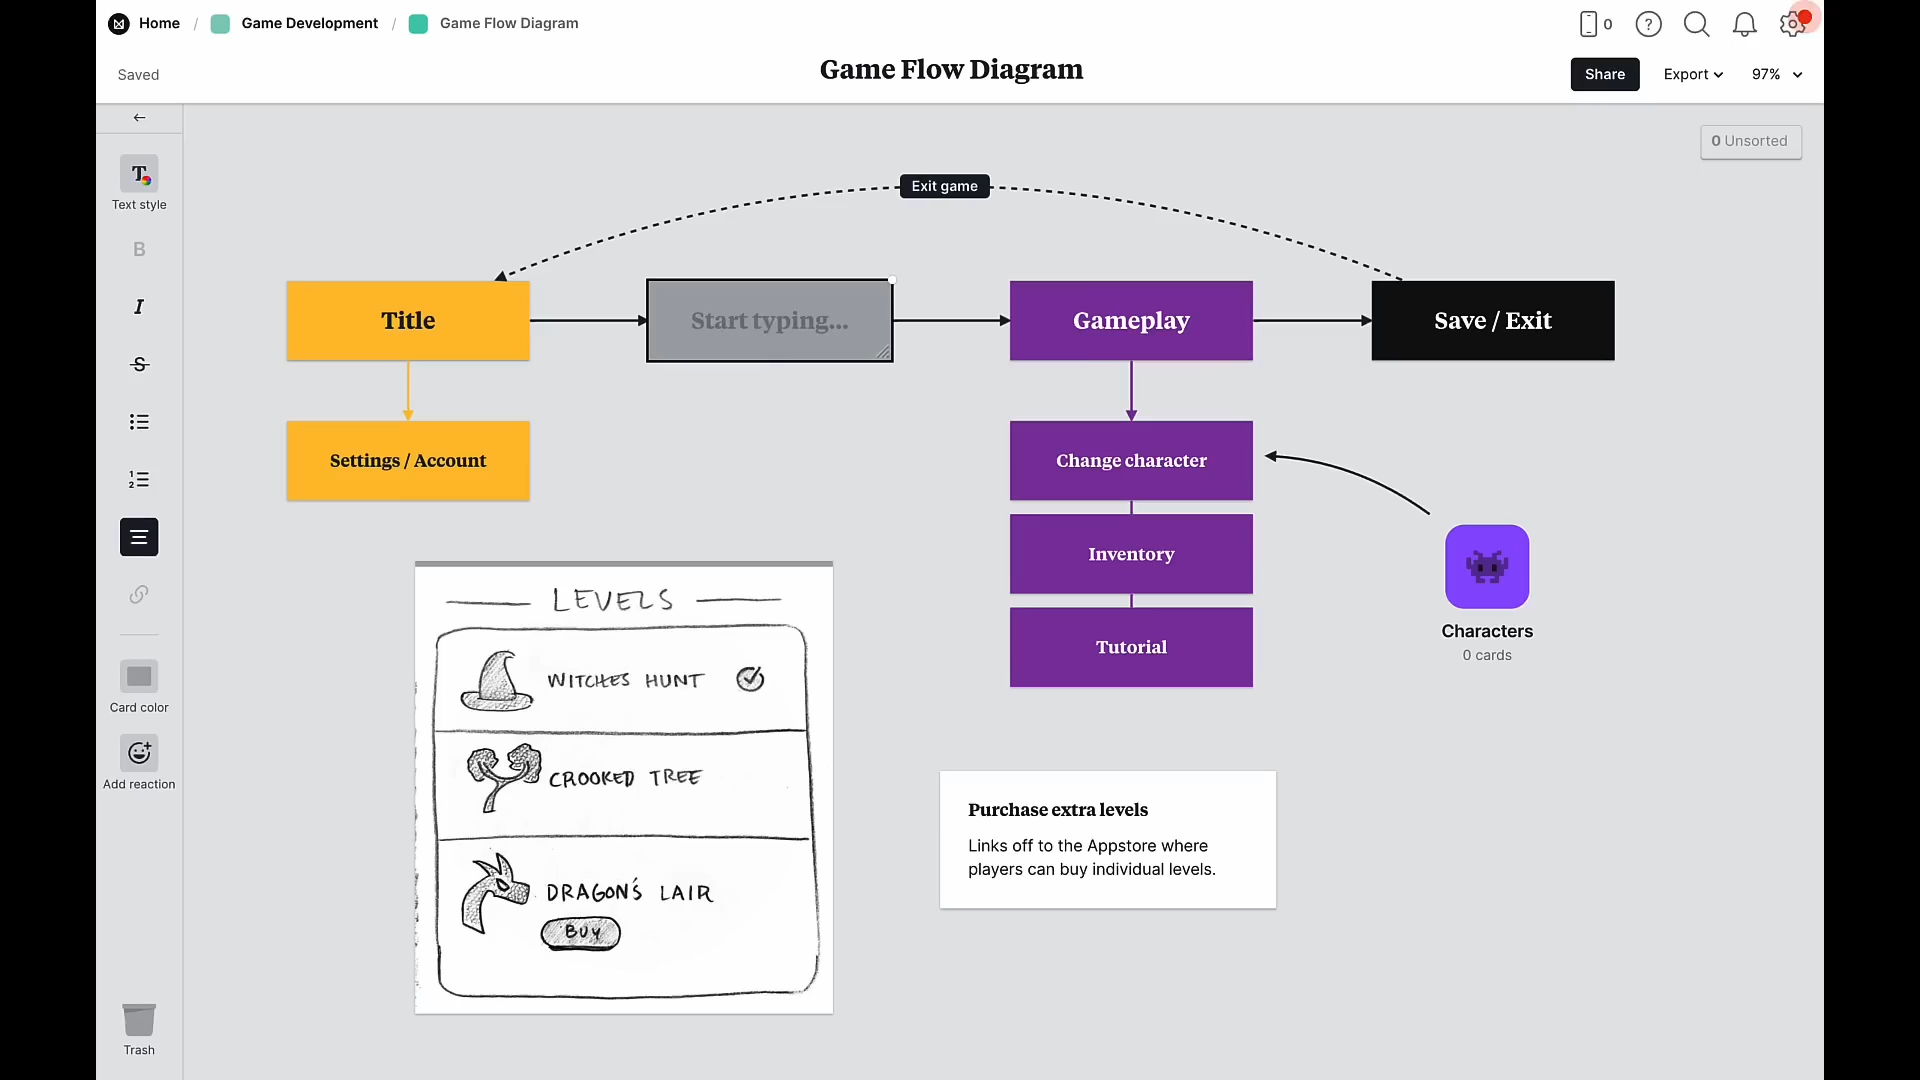 Home / Game Development / Game Flow Diagram
0
Saved
Game Flow Diagram
Share
Export
97%
0 Unsorted
T
Text style
B
I
S
1
2
Card color
Add reaction
Trash
Exit game
Title
Start typing...
Gameplay
Save / Exit
Settings / Account
Change character
Inventory
Tutorial
Characters
0 cards
LEVELS
WITCHES HUNT
CROOKED TREE
DRAGON'S LAIR
BUY
Purchase extra levels
Links off to the Appstore where
players can buy individual levels.